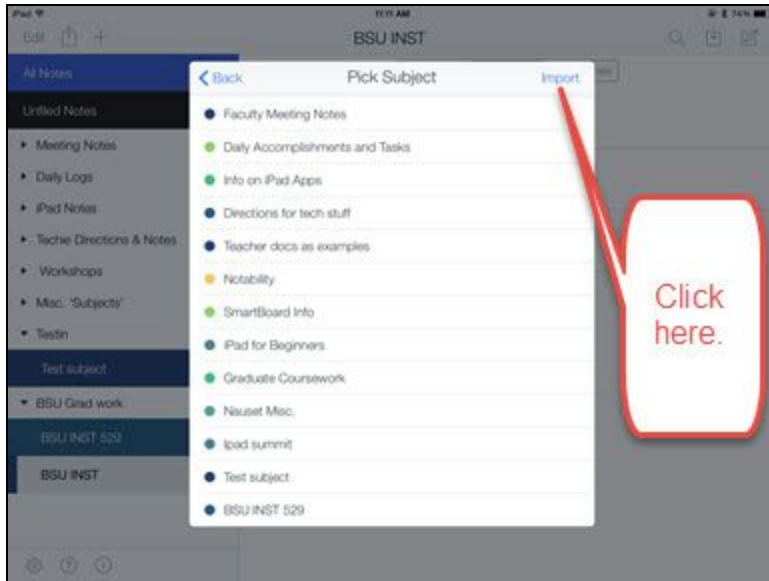 iPad 11:11 AM 74%
Edit BSU INST
All Notes
Unfiled Notes
Meeting Notes
Daily Logs
iPad Notes
Techie Directions & Notes
Workshops
Misc. "Subjects"
Testin
Test subject
BSU Grad work
BSU INST 529
BSU INST
Back Pick Subject Import
Faculty Meeting Notes
Daily Accomplishments and Tasks
Info on iPad Apps
Directions for tech stuff
Teacher docs as examples
Notability
SmartBoard Info
iPad for Beginners
Graduate Coursework
Nauset Misc.
Ipad summit
Test subject
BSU INST 529
Click
here.